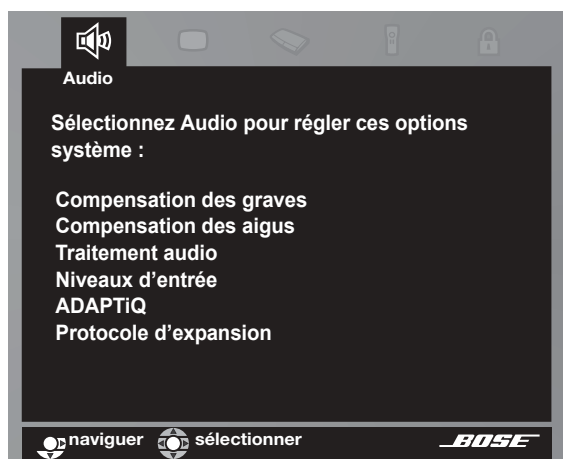 Audio
Sélectionnez Audio pour régler ces options
système :
Compensation des graves
Compensation des aigus
Traitement audio
Niveaux d'entrée
ADAPTiQ
Protocole d'expansion
naviguer sélectionner BOSE